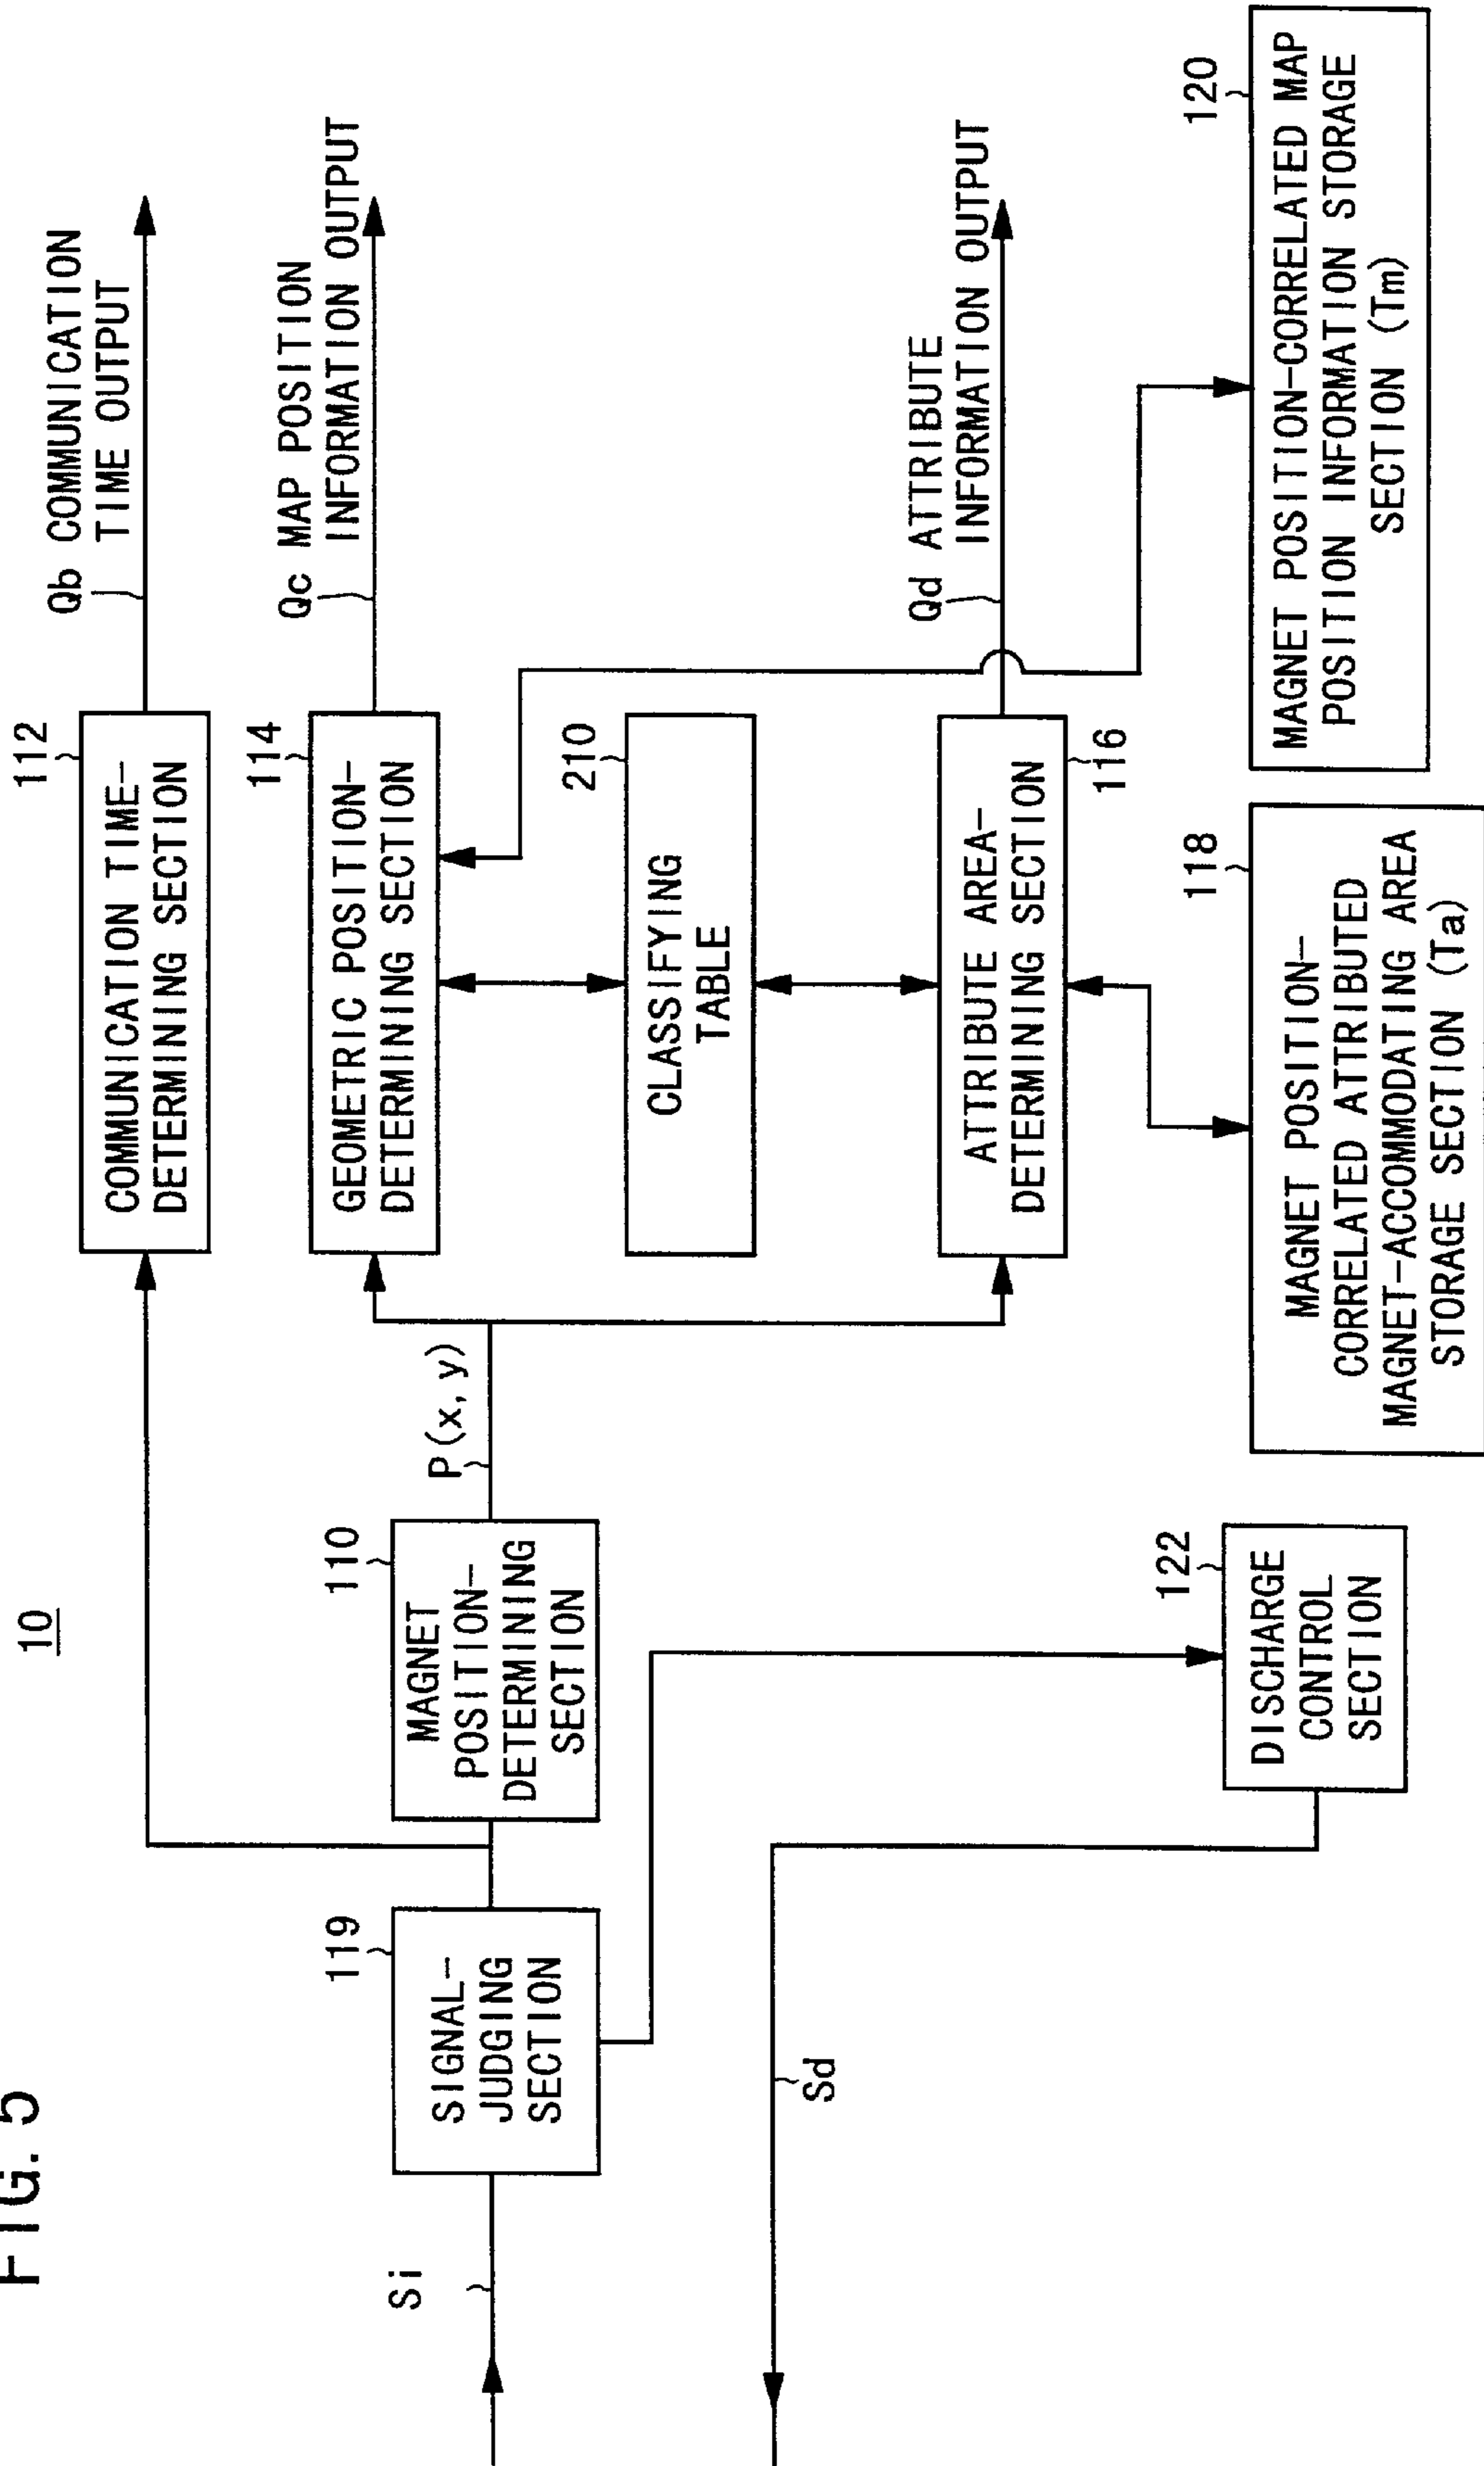 FIG. 5
10
Si
119
SIGNAL-
JUDGING
SECTION
110
MAGNET
POSITION-
DETERMINING
SECTION
P(x, y)
112
COMMUNICATION TIME-
DETERMINING SECTION
Qb COMMUNICATION
TIME OUTPUT
114
GEOMETRIC POSITION-
DETERMINING SECTION
Qc MAP POSITION
INFORMATION OUTPUT
210
CLASSIFYING
TABLE
ATTRIBUTE AREA-
DETERMINING SECTION
116
Qd ATTRIBUTE
INFORMATION OUTPUT
Sd
122
DISCHARGE
CONTROL
SECTION
118
MAGNET POSITION-
CORRELATED ATTRIBUTED
MAGNET-ACCOMMODATING AREA
STORAGE SECTION (Ta)
120
MAGNET POSITION-CORRELATED MAP
POSITION INFORMATION STORAGE
SECTION (Tm)